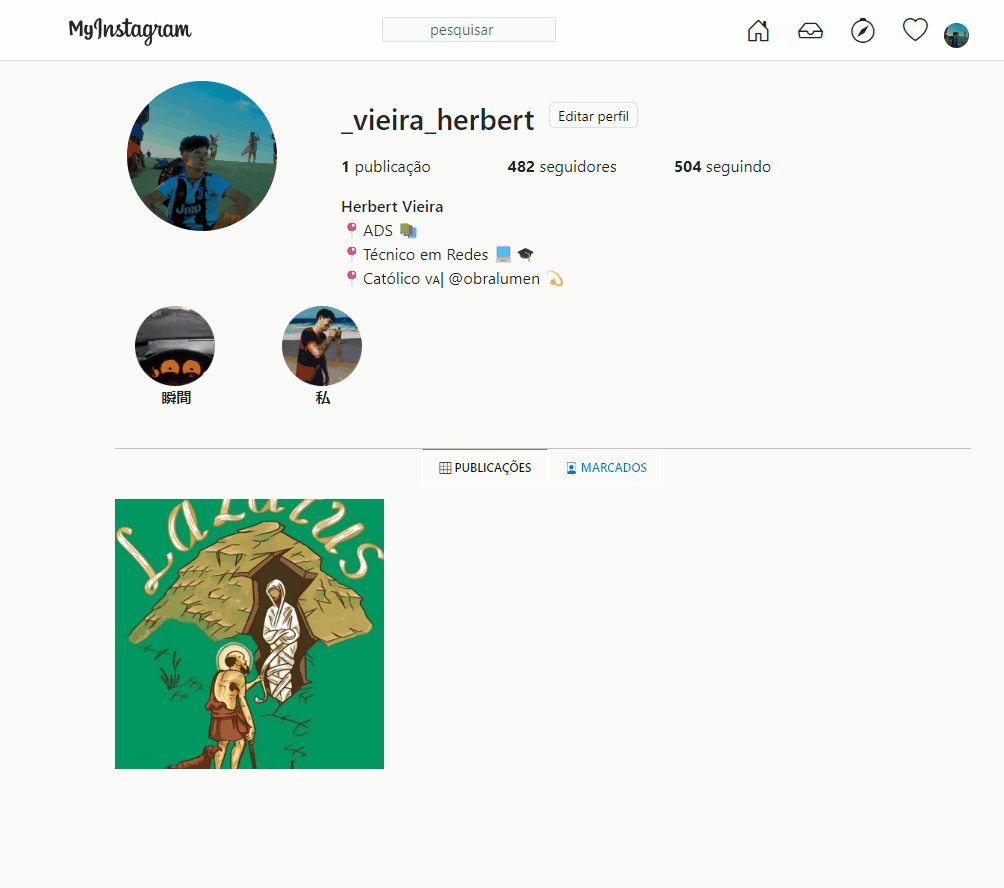 MyInstagram
pesquisar
_vieira_herbert
Editar perfil
1 publicação 482 seguidores 504 seguindo
Herbert Vieira
📍 ADS 📚
📍 Técnico em Redes 💻 🎓
📍 Católico ᴠᴀ| @obralumen 💫
瞬間 私
PUBLICAÇÕES MARCADOS
Lazarus